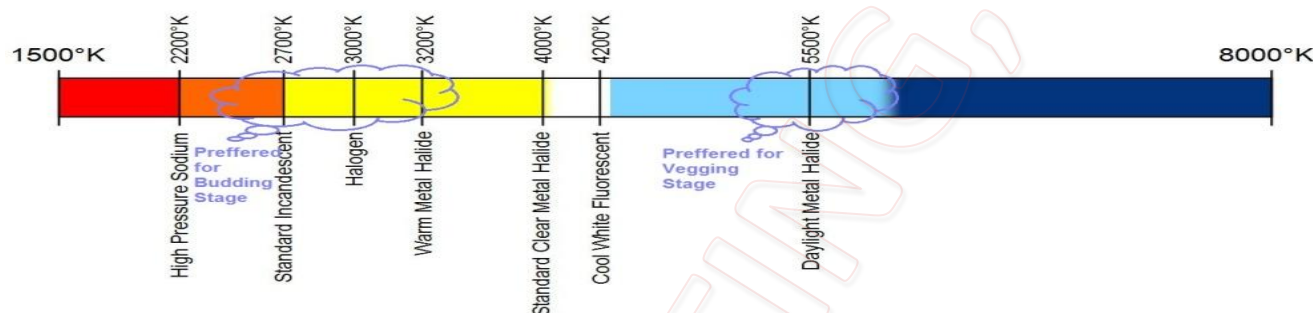 1500°K
2200°K
2700°K
3000°K
3200°K
4000°K
4200°K
5500°K
8000°K
High Pressure Sodium
Preffered
for
Budding
Stage
Standard Incandescent
Halogen
Warm Metal Halide
Standard Clear Metal Halide
Cool White Fluorescent
Preffered for
Vegging
Stage
Daylight Metal Halide
TING,